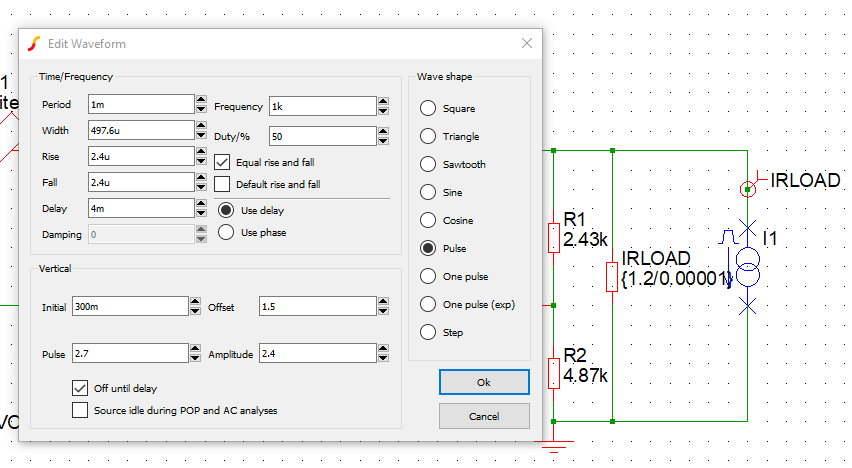 Edit Waveform
Time/Frequency
Period 1m Frequency 1k
Width 497.6u Duty/% 50
Rise 2.4u Equal rise and fall
Fall 2.4u Default rise and fall
Delay 4m Use delay
Damping 0 Use phase
Vertical
Initial 300m Offset 1.5
Pulse 2.7 Amplitude 2.4
Off until delay
Source idle during POP and AC analyses
Wave shape
Square
Triangle
Sawtooth
Sine
Cosine
Pulse
One pulse
One pulse (exp)
Step
Ok
Cancel
R1
2.43k
R2
4.87k
IRLOAD
{1.2/0.00001}
IRLOAD
I1